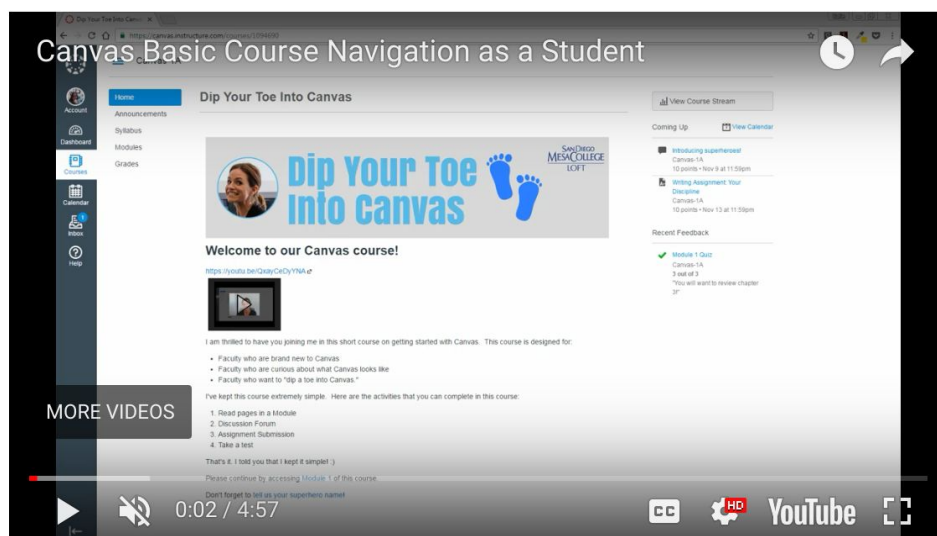 Dip Your Toe Into Canva
https://canvas.instructure.com/courses/1094899
Canvas Basic Course Navigation as a Student
Canvas-1A
Account
Dashboard
Courses
Calendar
1
Inbox
Help
Home
Announcements
Syllabus
Modules
Grades
Dip Your Toe Into Canvas
Dip Your Toe
Into Canvas
SAN DIEGO
MESA COLLEGE
LOFT
Welcome to our Canvas course!
https://youtu.be/QxayCeDyYNA
I am thrilled to have you joining me in this short course on getting started with Canvas. This course is designed for:
• Faculty who are brand new to Canvas
• Faculty who are curious about what Canvas looks like
• Faculty who want to "dip a toe into Canvas."
I've kept this course extremely simple. Here are the activities that you can complete in this course:
1. Read pages in a Module
2. Discussion Forum
3. Assignment Submission
4. Take a test
That's it. I told you that I kept it simple! :)
Please continue by accessing Module 1 of this course.
Don't forget to tell us your superhero name!
View Course Stream
Coming Up
View Calendar
Introducing superheroes!
Canvas-1A
10 points • Nov 9 at 11:59pm
Writing Assignment: Your
Discipline
Canvas-1A
10 points • Nov 13 at 11:59pm
Recent Feedback
Module 1 Quiz
Canvas-1A
3 out of 3
"You will want to review chapter
3!"
MORE VIDEOS
0:02 / 4:57
CC
HD
YouTube